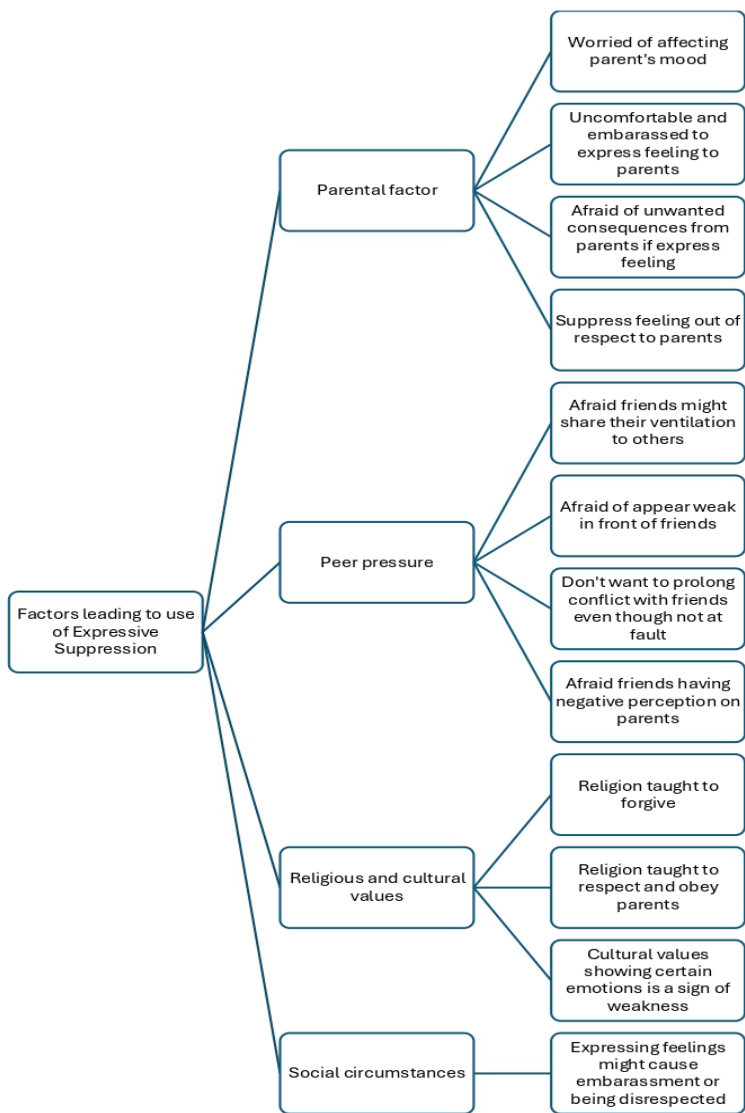 Factors leading to use
of Expressive
Suppression
Parental factor
Worried of affecting
parent's mood
Uncomfortable and
embarassed to
express feeling to
parents
Afraid of unwanted
consequences from
parents if express
feeling
Suppress feeling out of
respect to parents
Peer pressure
Afraid friends might
share their ventilation
to others
Afraid of appear weak
in front of friends
Don't want to prolong
conflict with friends
even though not at
fault
Afraid friends having
negative perception on
parents
Religious and cultural
values
Religion taught to
forgive
Religion taught to
respect and obey
parents
Cultural values
showing certain
emotions is a sign of
weakness
Social circumstances
Expressing feelings
might cause
embarassment or
being disrespected